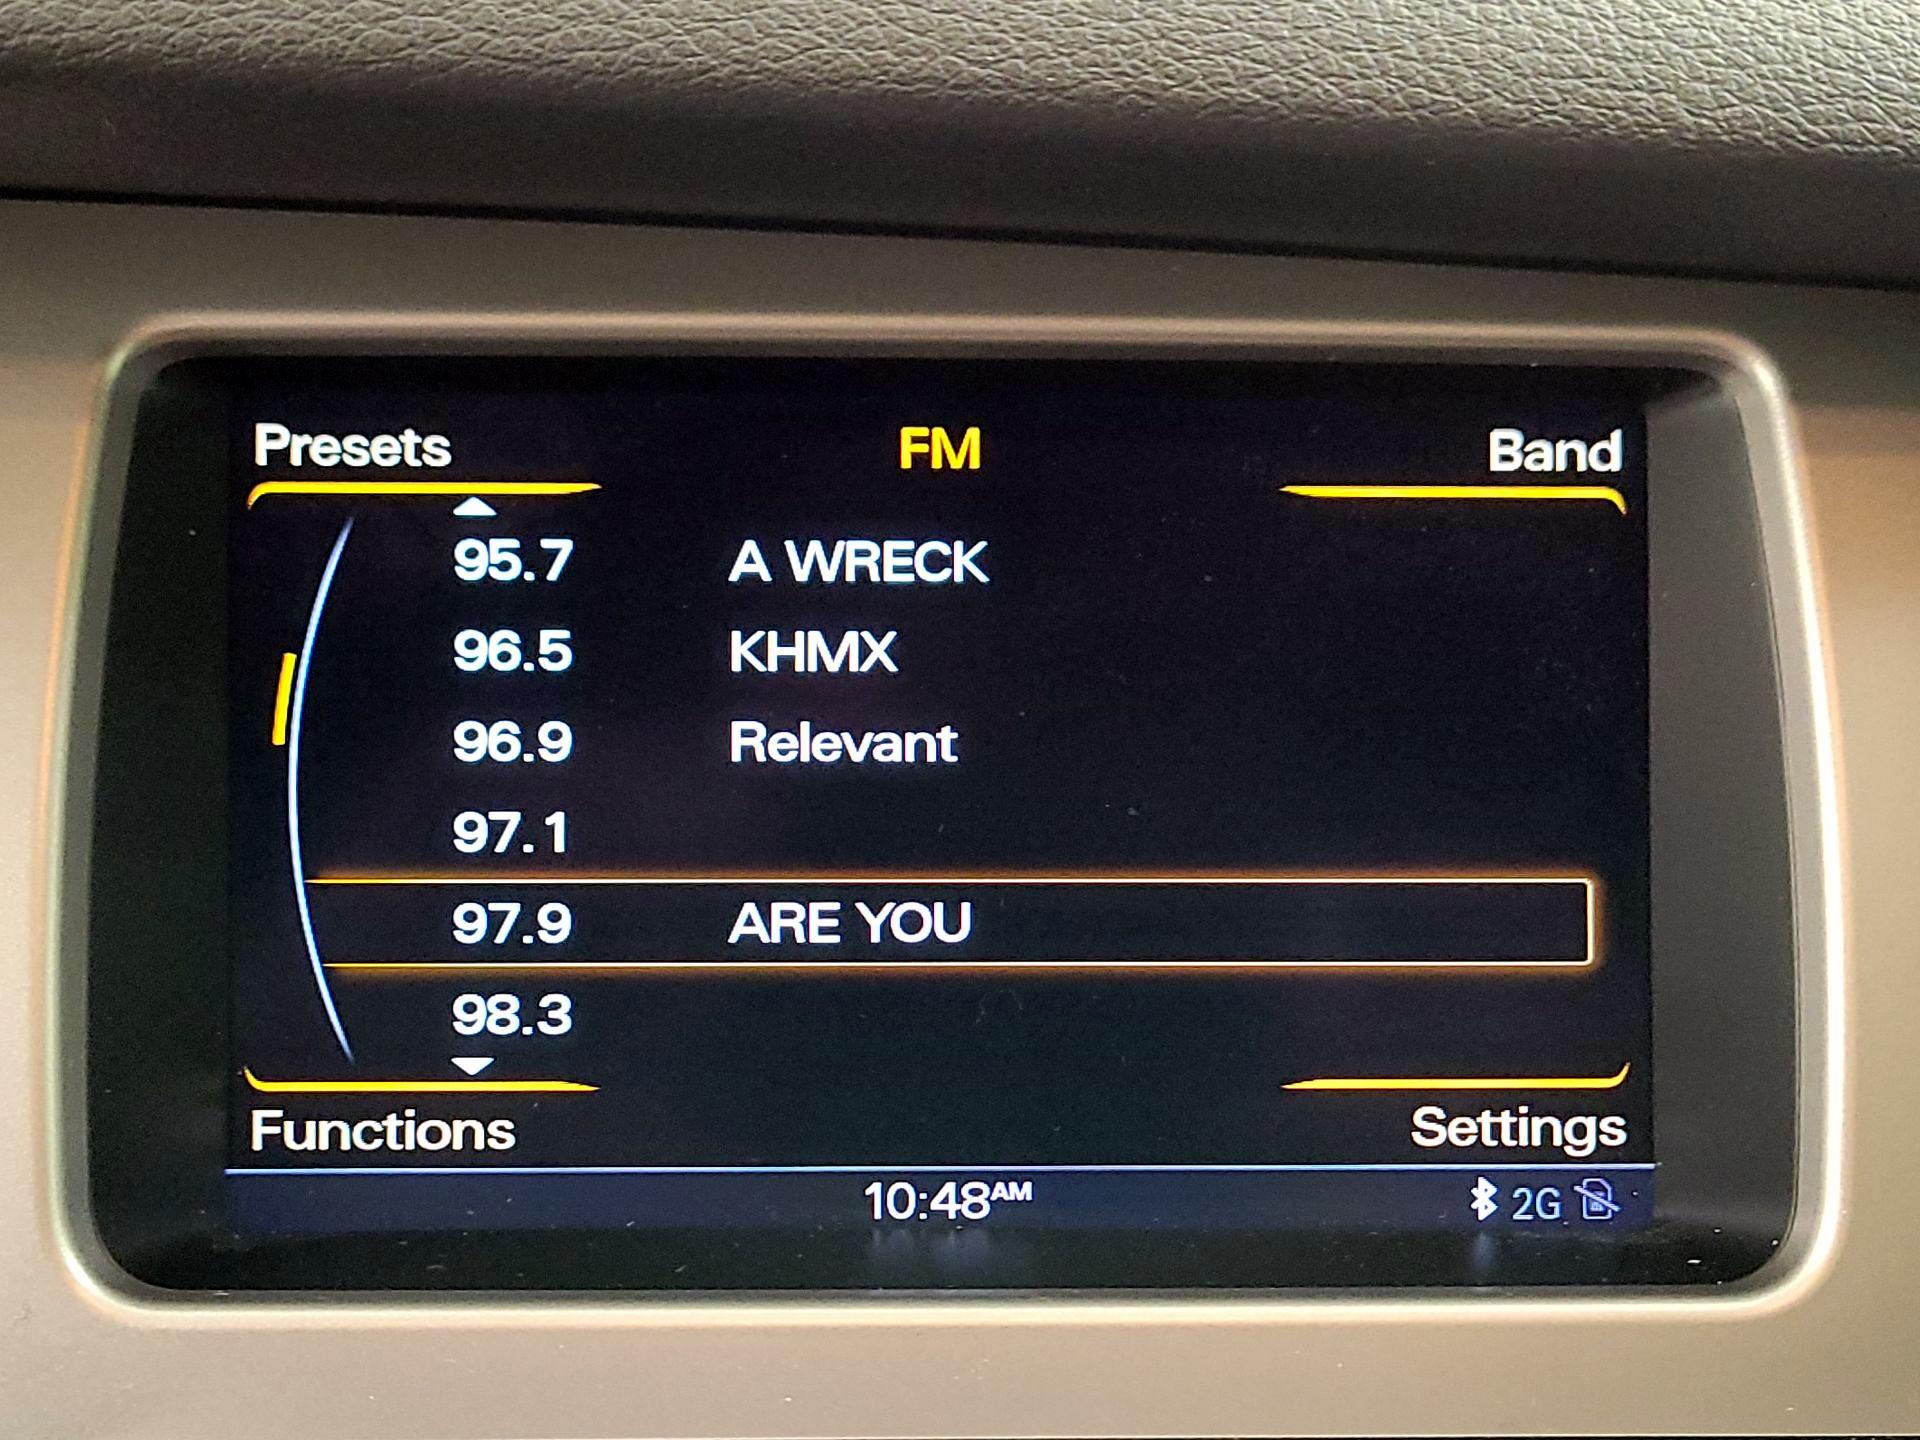 Presets FM Band
95.7 A WRECK
96.5 KHMX
96.9 Relevant
97.1
97.9 ARE YOU
98.3
Functions Settings
10:48AM 2G